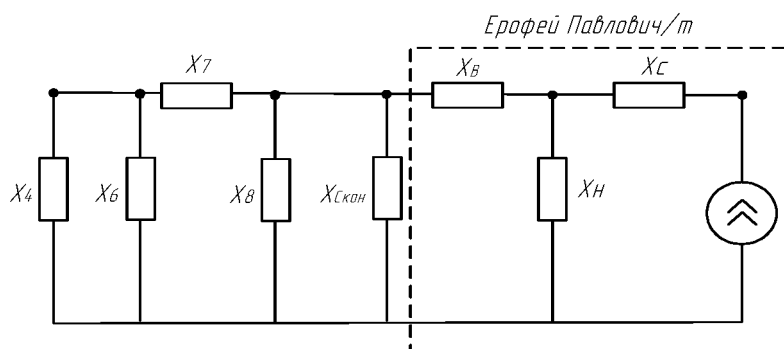 Ерофей Павлович/т
X7
XВ
XС
X4
X6
X8
XСкон
XН